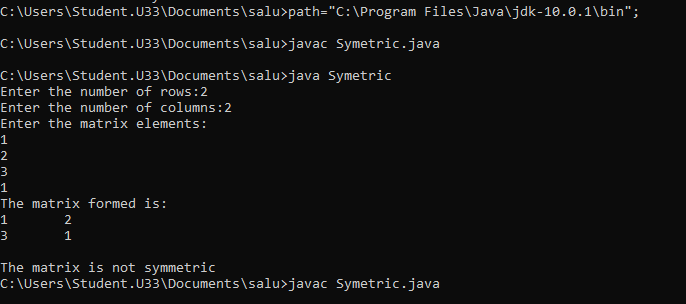 C:\Users\Student.U33\Documents\salu>path="C:\Program Files\Java\jdk-10.0.1\bin";
C:\Users\Student.U33\Documents\salu>javac Symetric.java
C:\Users\Student.U33\Documents\salu>java Symetric
Enter the number of rows:2
Enter the number of columns:2
Enter the matrix elements:
1
2
3
1
The matrix formed is:
1       2
3       1
The matrix is not symmetric
C:\Users\Student.U33\Documents\salu>javac Symetric.java